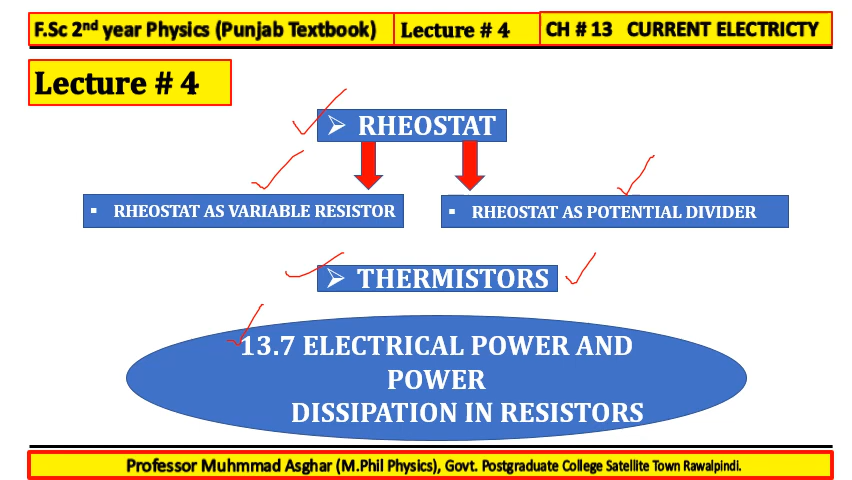 F.Sc 2nd year Physics (Punjab Textbook) Lecture # 4 CH # 13 CURRENT ELECTRICTY
Lecture # 4
RHEOSTAT
RHEOSTAT AS VARIABLE RESISTOR
RHEOSTAT AS POTENTIAL DIVIDER
THERMISTORS
13.7 ELECTRICAL POWER AND
POWER
DISSIPATION IN RESISTORS
Professor Muhmmad Asghar (M.Phil Physics), Govt. Postgraduate College Satellite Town Rawalpindi.